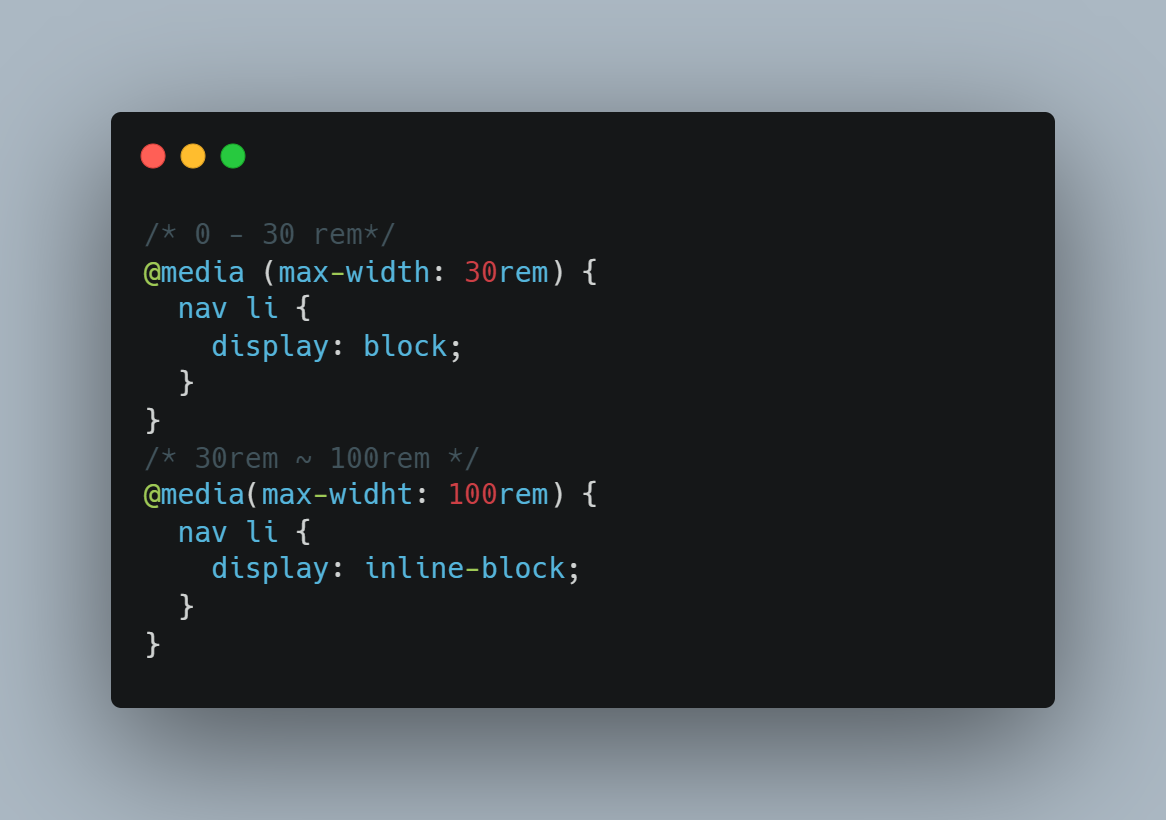 /* 0 - 30 rem*/
@media (max-width: 30rem) {
  nav li {
    display: block;
  }
}
/* 30rem ~ 100rem */
@media(max-widht: 100rem) {
  nav li {
    display: inline-block;
  }
}